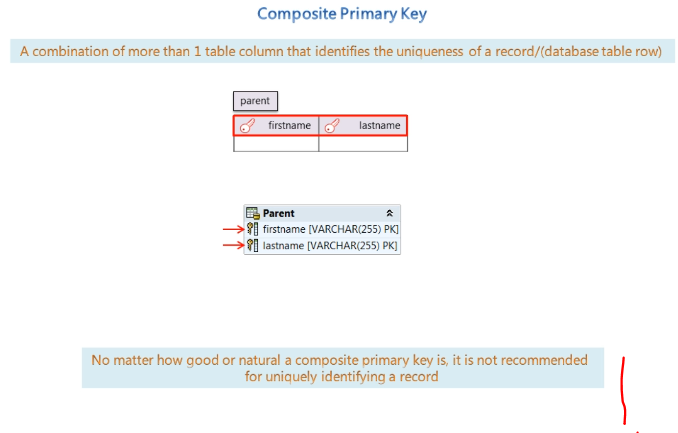 Composite Primary Key
A combination of more than 1 table column that identifies the uniqueness of a record/(database table row)
parent
firstname lastname
Parent
firstname [VARCHAR(255) PK]
lastname [VARCHAR(255) PK]
No matter how good or natural a composite primary key is, it is not recommended
for uniquely identifying a record